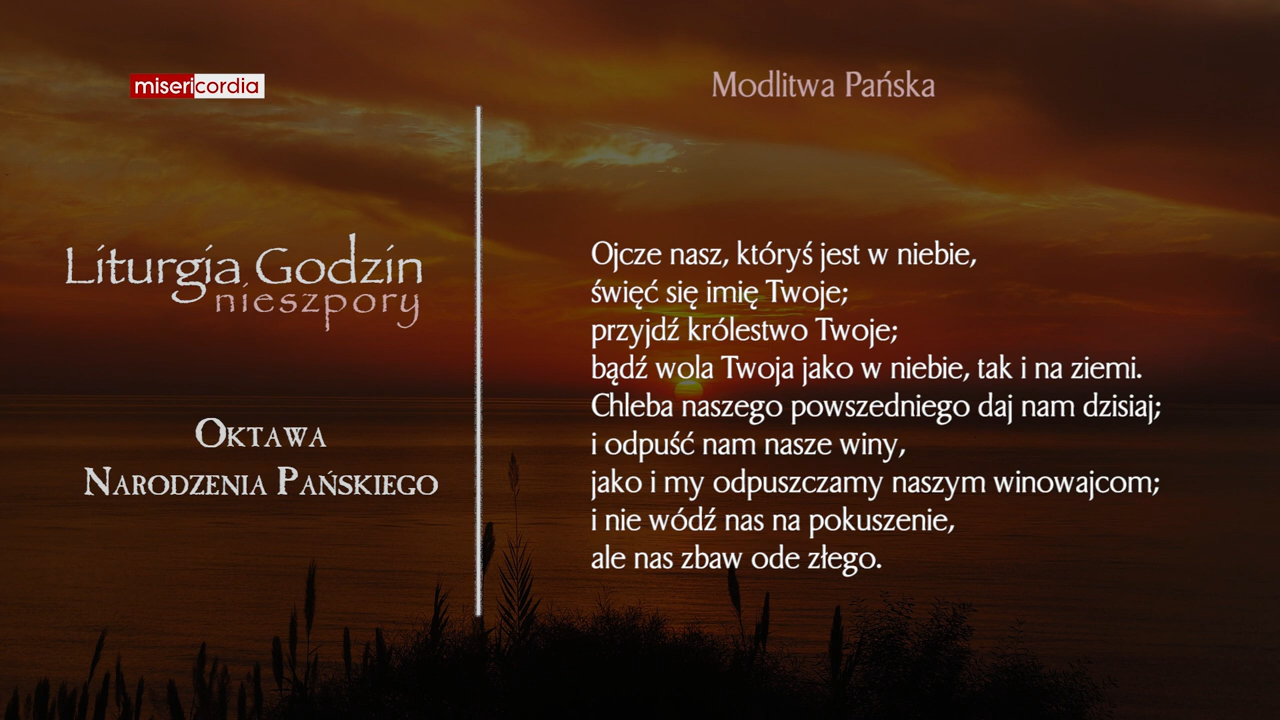 misericordia
Liturgia Godzin
nieszpory
Oktawa
Narodzenia Pańskiego
Modlitwa Pańska
Ojcze nasz, któryś jest w niebie,
święć się imię Twoje;
przyjdź królestwo Twoje;
bądź wola Twoja jako w niebie, tak i na ziemi.
Chleba naszego powszedniego daj nam dzisiaj;
i odpuść nam nasze winy,
jako i my odpuszczamy naszym winowajcom;
i nie wódź nas na pokuszenie,
ale nas zbaw ode złego.